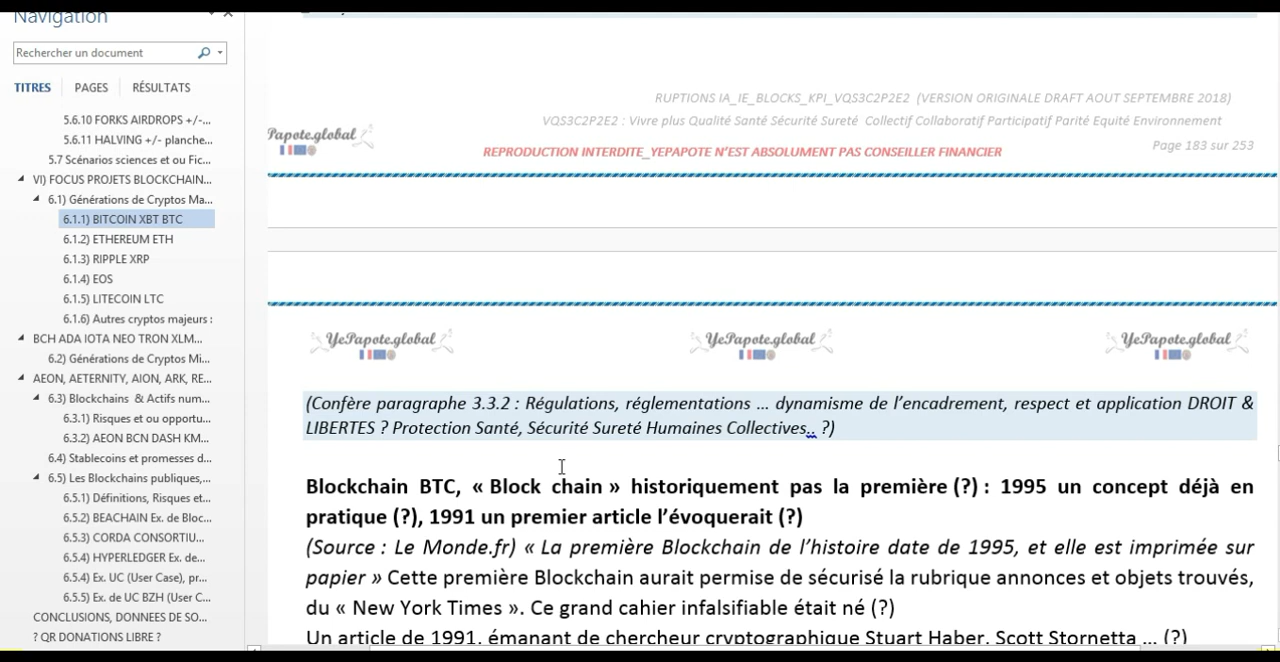 Navigation
Rechercher un document
TITRES PAGES RÉSULTATS
5.6.10 FORKS AIRDROPS +/-...
5.6.11 HALVING +/- planche...
5.7 Scénarios sciences et ou Fic...
VI) FOCUS PROJETS BLOCKCHAIN...
6.1) Générations de Cryptos Ma...
6.1.1) BITCOIN XBT BTC
6.1.2) ETHEREUM ETH
6.1.3) RIPPLE XRP
6.1.4) EOS
6.1.5) LITECOIN LTC
6.1.6) Autres cryptos majeurs :
BCH ADA IOTA NEO TRON XLM...
6.2) Générations de Cryptos Mi...
AEON, AETERNITY, AION, ARK, RE...
6.3) Blockchains & Actifs num...
6.3.1) Risques et ou opportu...
6.3.2) AEON BCN DASH KM...
6.4) Stablecoins et promesses d...
6.5) Les Blockchains publiques,...
6.5.1) Définitions, Risques et...
6.5.2) BEACHAIN Ex. de Bloc...
6.5.3) CORDA CONSORTIU...
6.5.4) HYPERLEDGER Ex. de...
6.5.4) Ex. UC (User Case), pr...
6.5.5) Ex. de UC BZH (User C...
CONCLUSIONS, DONNEES DE SO...
? QR DONATIONS LIBRE ?
RUPTIONS IA_IE_BLOCKS_KPI_VQS3C2P2E2 (VERSION ORIGINALE DRAFT AOUT SEPTEMBRE 2018)
VQS3C2P2E2 : Vivre plus Qualité Santé Sécurité Sureté Collectif Collaboratif Participatif Parité Equité Environnement
Papote.global
REPRODUCTION INTERDITE_YEPAPOTE N'EST ABSOLUMENT PAS CONSEILLER FINANCIER
Page 183 sur 253
YePapote.global YePapote.global YePapote.global
(Confère paragraphe 3.3.2 : Régulations, réglementations ... dynamisme de l'encadrement, respect et application DROIT &
LIBERTES ? Protection Santé, Sécurité Sureté Humaines Collectives.. ?)
Blockchain BTC, « Block chain » historiquement pas la première (?) : 1995 un concept déjà en
pratique (?), 1991 un premier article l'évoquerait (?)
(Source : Le Monde.fr) « La première Blockchain de l'histoire date de 1995, et elle est imprimée sur
papier » Cette première Blockchain aurait permise de sécurisé la rubrique annonces et objets trouvés,
du « New York Times ». Ce grand cahier infalsifiable était né (?)
Un article de 1991, émanant de chercheur cryptographique Stuart Haber, Scott Stornetta ... (?)